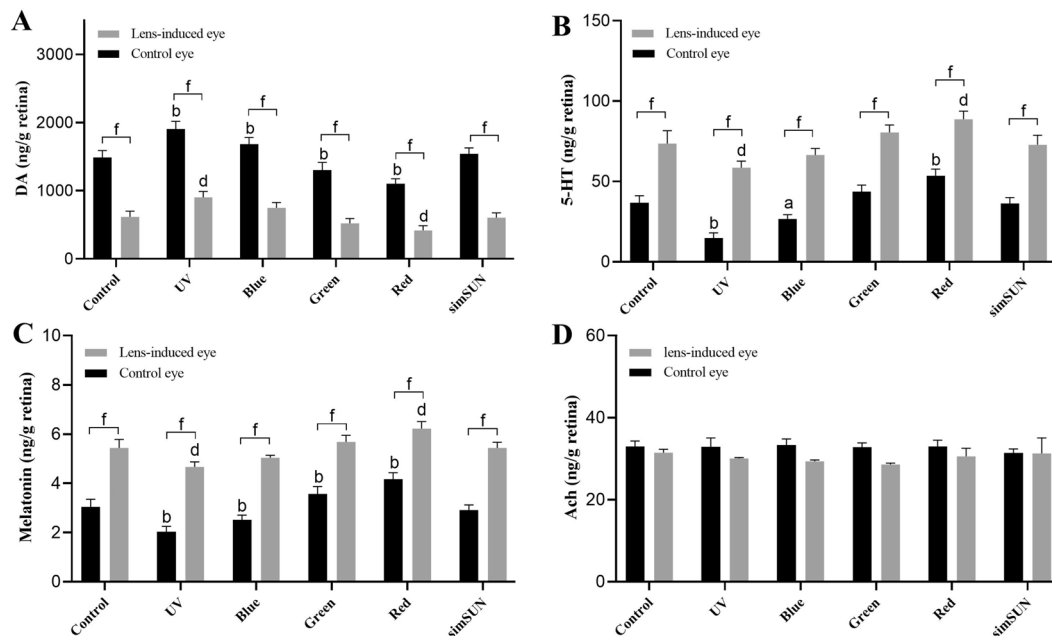 A
Lens-induced eye
Control eye
DA (ng/g retina)
3000
2000
1000
0
f
b
d
f
b
f
b
f
b
f
b
d
f
Control
UV
Blue
Green
Red
simSUN
B
Lens-induced eye
Control eye
5-HT (ng/g retina)
150
100
50
0
f
f
b
d
f
a
f
f
b
d
f
Control
UV
Blue
Green
Red
simSUN
C
Lens-induced eye
Control eye
Melatonin (ng/g retina)
10
8
6
4
2
0
f
f
b
d
f
b
f
b
f
b
d
f
Control
UV
Blue
Green
Red
simSUN
D
lens-induced eye
Control eye
Ach (ng/g retina)
60
40
20
0
Control
UV
Blue
Green
Red
simSUN